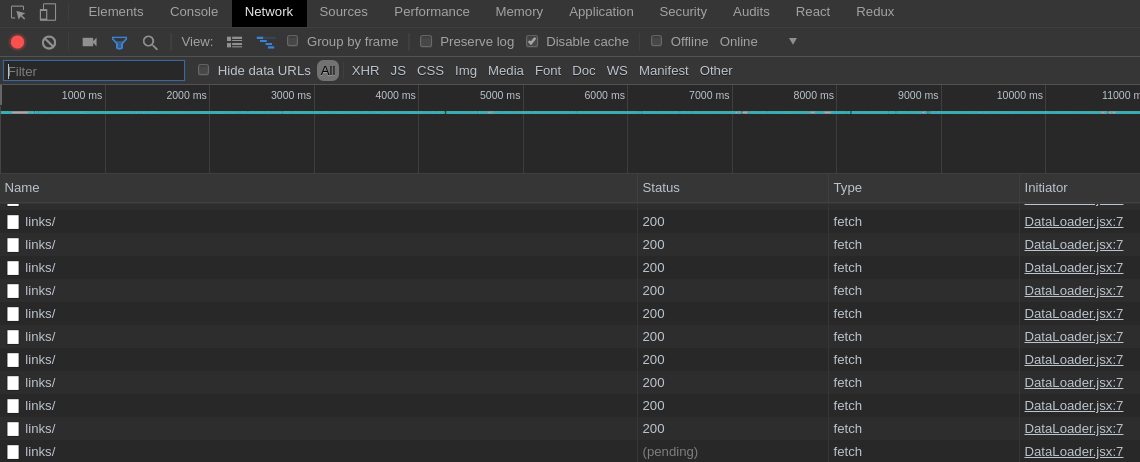 Elements Console Network Sources Performance Memory Application Security Audits React Redux
View: Group by frame Preserve log Disable cache Offline Online
Filter Hide data URLs All XHR JS CSS Img Media Font Doc WS Manifest Other
1000 ms 2000 ms 3000 ms 4000 ms 5000 ms 6000 ms 7000 ms 8000 ms 9000 ms 10000 ms 11000 m
Name Status Type Initiator
links/ 200 fetch DataLoader.jsx:7
links/ 200 fetch DataLoader.jsx:7
links/ 200 fetch DataLoader.jsx:7
links/ 200 fetch DataLoader.jsx:7
links/ 200 fetch DataLoader.jsx:7
links/ 200 fetch DataLoader.jsx:7
links/ 200 fetch DataLoader.jsx:7
links/ 200 fetch DataLoader.jsx:7
links/ 200 fetch DataLoader.jsx:7
links/ 200 fetch DataLoader.jsx:7
links/ (pending) fetch DataLoader.jsx:7